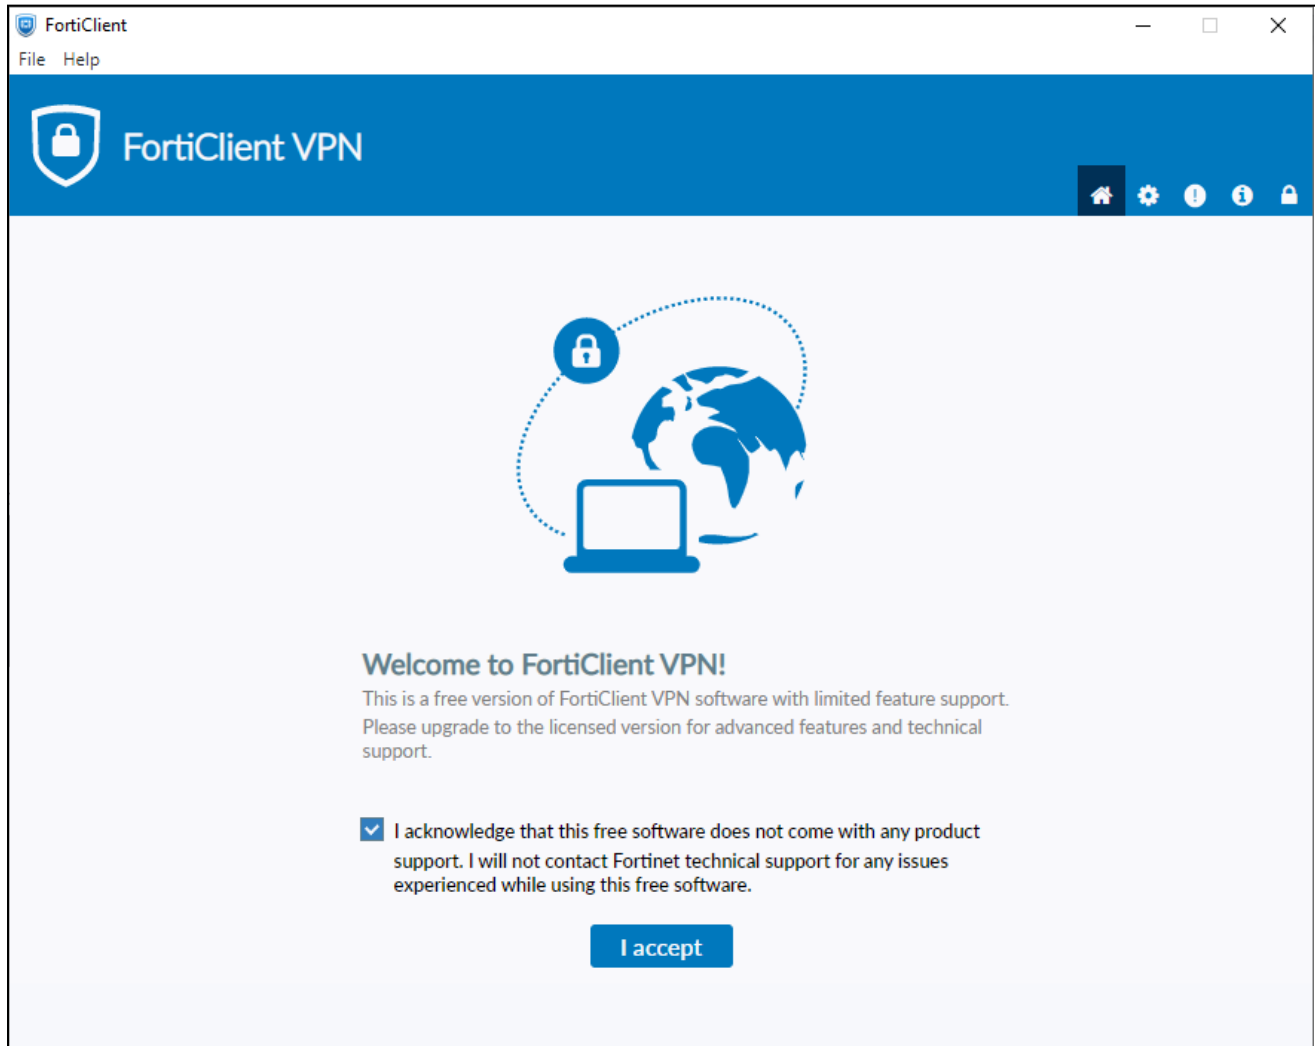 FortiClient
File Help
FortiClient VPN
Welcome to FortiClient VPN!
This is a free version of FortiClient VPN software with limited feature support.
Please upgrade to the licensed version for advanced features and technical
support.
I acknowledge that this free software does not come with any product
support. I will not contact Fortinet technical support for any issues
experienced while using this free software.
I accept